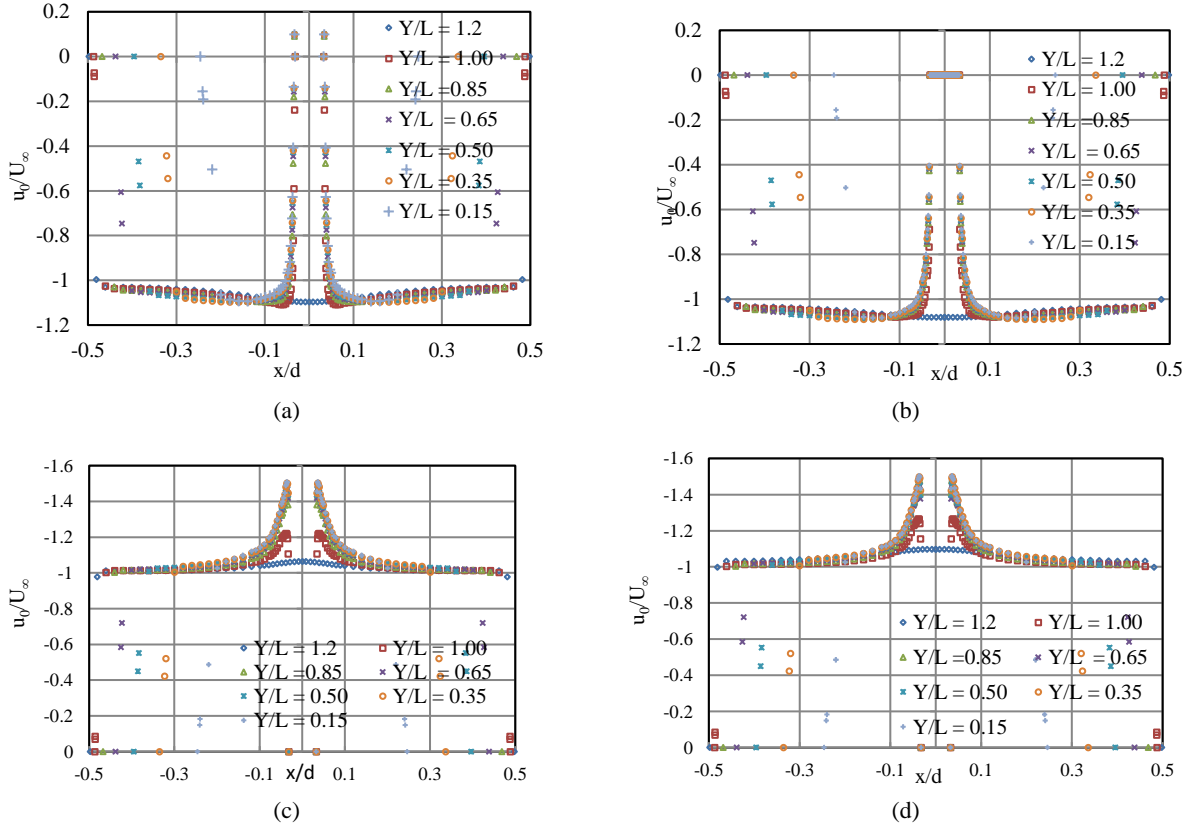 0.2
0
-0.2
-0.4
-0.6
-0.8
-1
-1.2
u0/U∞
-0.5
-0.3
-0.1
0.1
0.3
0.5
x/d
Y/L = 1.2
Y/L = 1.00
Y/L =0.85
Y/L = 0.65
Y/L =0.50
Y/L = 0.35
Y/L = 0.15
(a)
0.2
0
-0.2
-0.4
-0.6
-0.8
-1
-1.2
u0/U∞
-0.5
-0.3
-0.1
0.1
0.3
0.5
x/d
Y/L = 1.2
Y/L = 1.00
Y/L =0.85
Y/L = 0.65
Y/L = 0.50
Y/L = 0.35
Y/L = 0.15
(b)
-1.6
-1.4
-1.2
-1
-0.8
-0.6
-0.4
-0.2
0
u0/U∞
-0.5
-0.3
-0.1
0.1
0.3
0.5
x/d
Y/L = 1.2
Y/L = 1.00
Y/L =0.85
Y/L = 0.65
Y/L =0.50
Y/L = 0.35
Y/L = 0.15
(c)
-1.6
-1.4
-1.2
-1
-0.8
-0.6
-0.4
-0.2
0
u0/U∞
-0.5
-0.3
-0.1
0.1
0.3
0.5
x/d
Y/L = 1.2
Y/L = 1.00
Y/L =0.85
Y/L = 0.65
Y/L =0.50
Y/L = 0.35
Y/L = 0.15
(d)